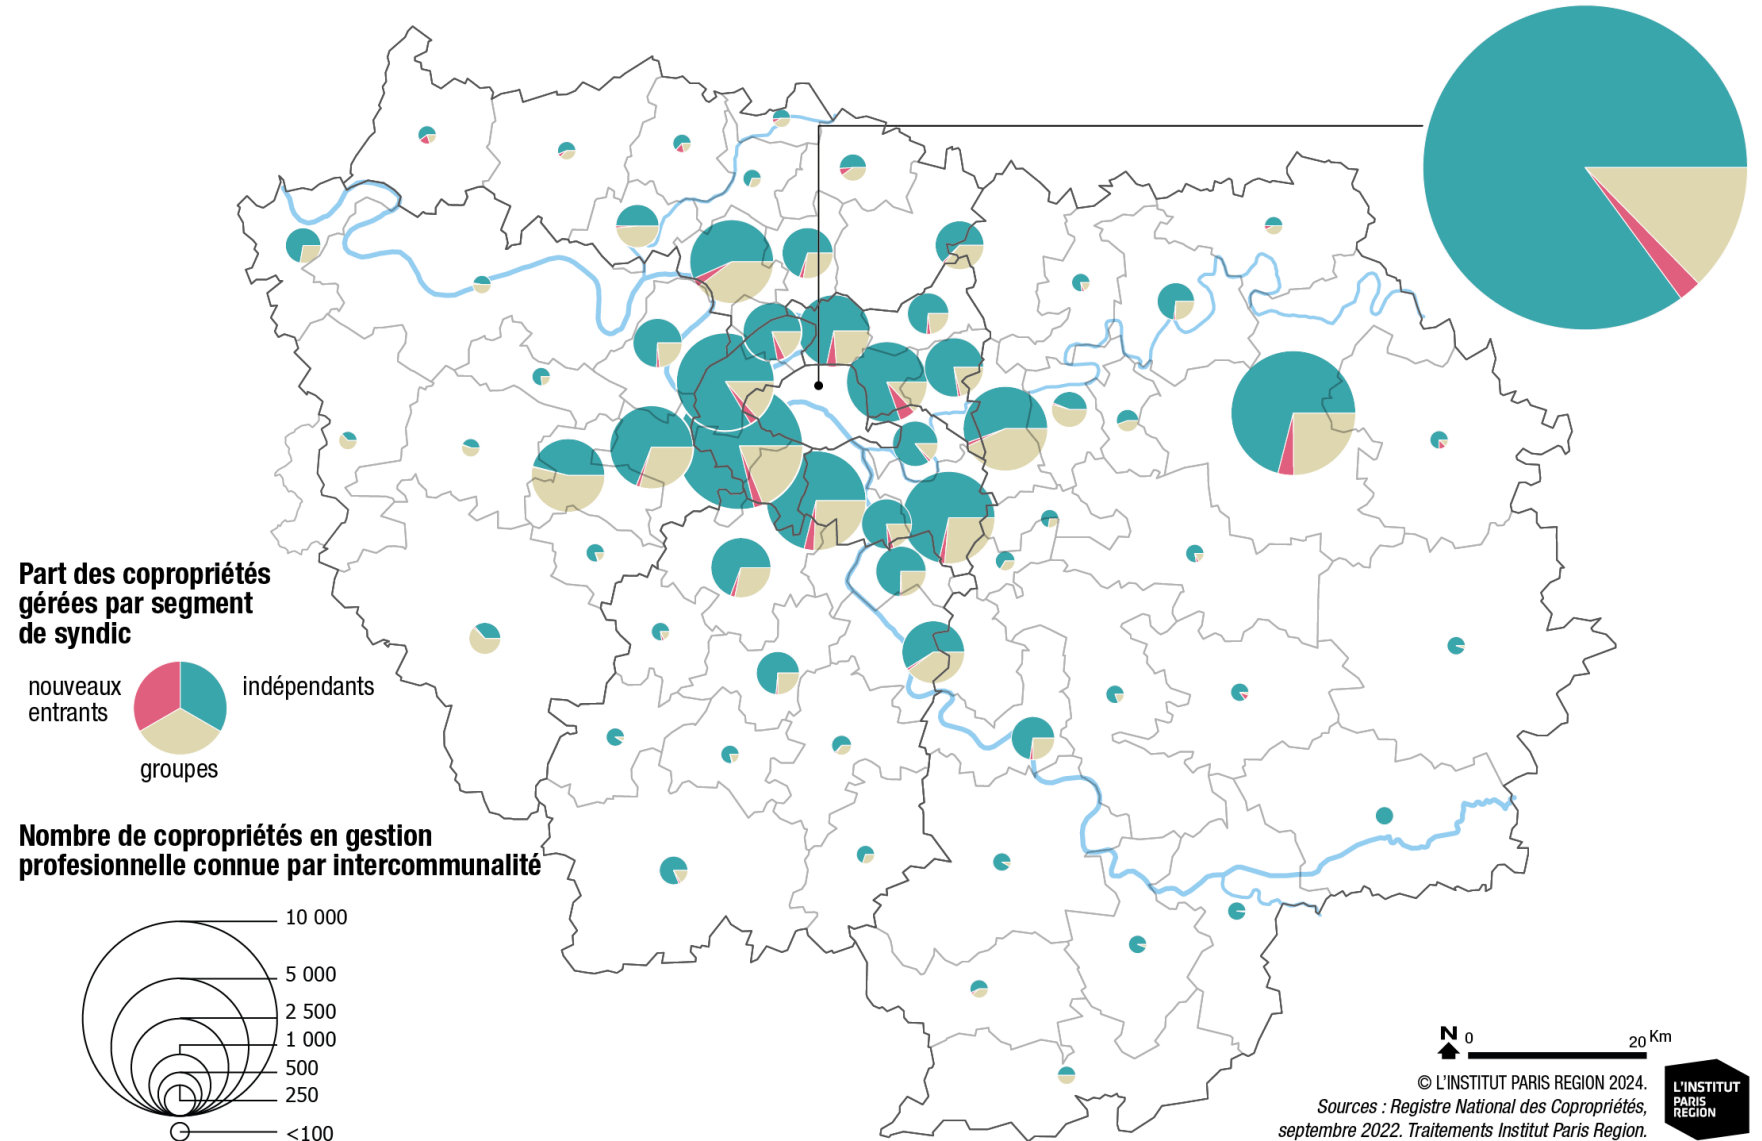 Part des copropriétés
gérées par segment
de syndic
nouveaux
entrants
indépendants
groupes
Nombre de copropriétés en gestion
profesionnelle connue par intercommunalité
10 000
5 000
2 500
1 000
500
250
<100
N
0
20 Km
© L'INSTITUT PARIS REGION 2024.
Sources : Registre National des Copropriétés,
septembre 2022. Traitements Institut Paris Region.
L'INSTITUT
PARIS
REGION